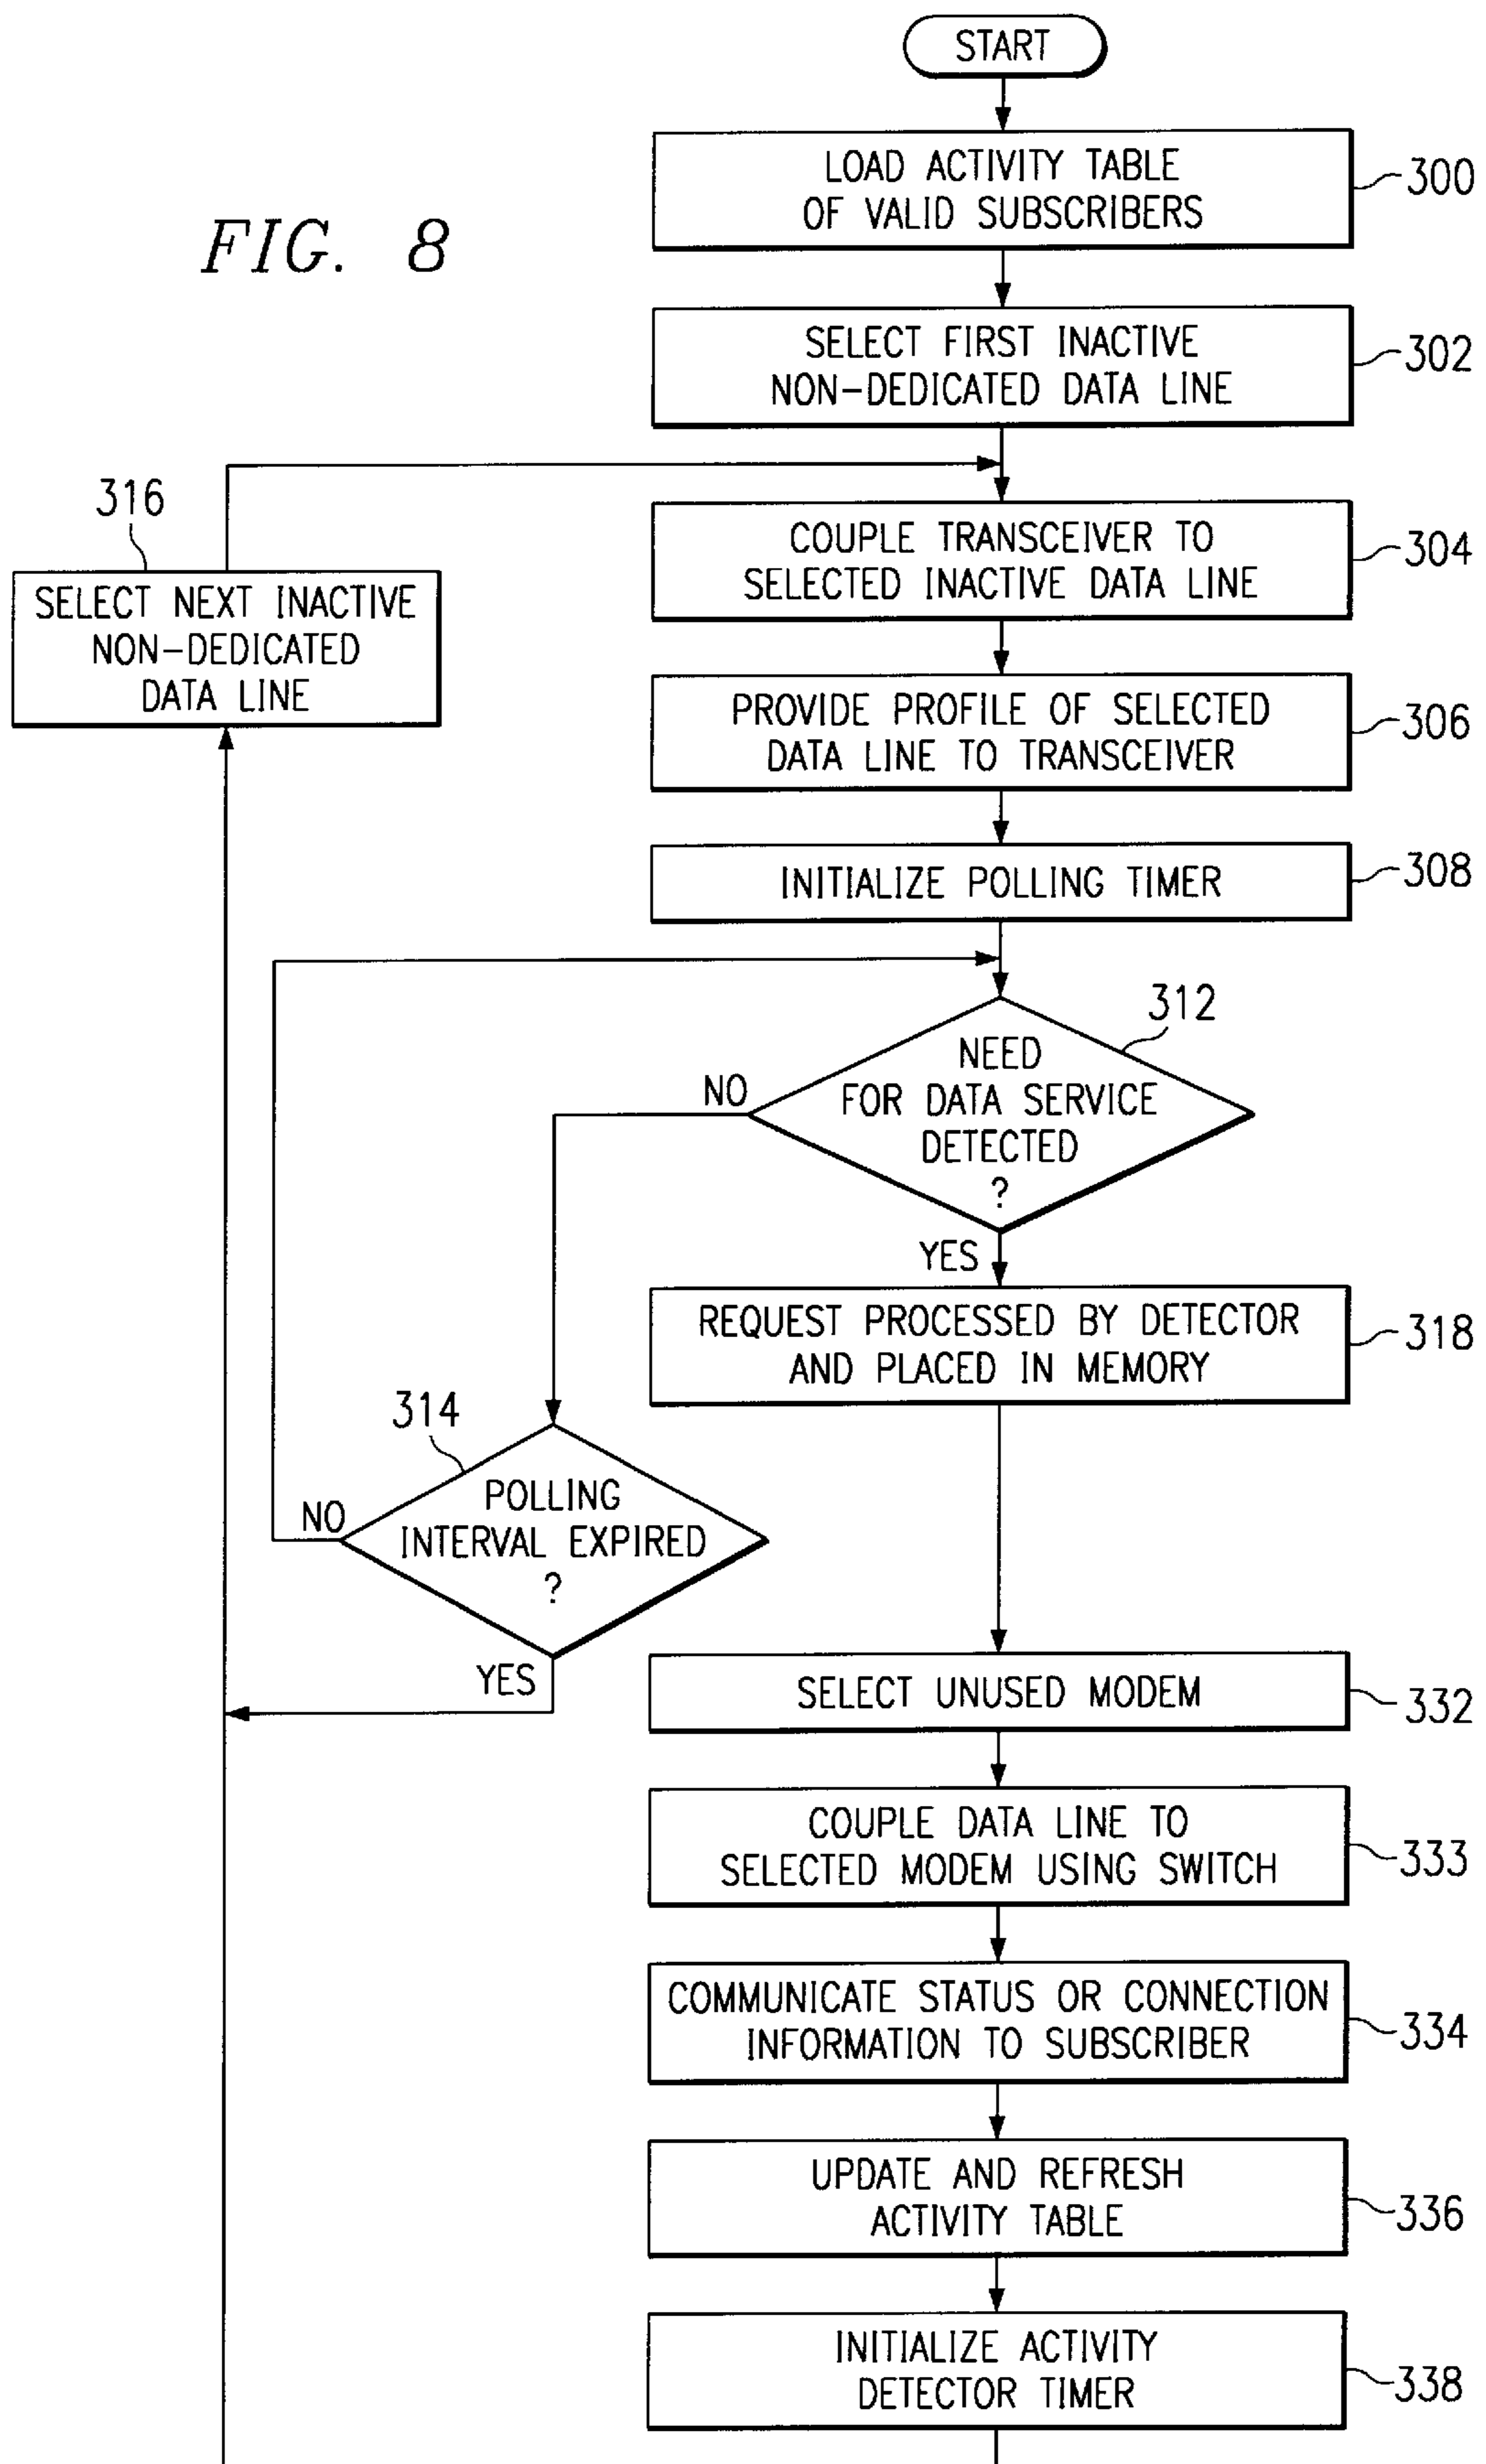 START
LOAD ACTIVITY TABLE
OF VALID SUBSCRIBERS
300
FIG. 8
SELECT FIRST INACTIVE
NON-DEDICATED DATA LINE
302
316
SELECT NEXT INACTIVE
NON-DEDICATED
DATA LINE
COUPLE TRANSCEIVER TO
SELECTED INACTIVE DATA LINE
304
PROVIDE PROFILE OF SELECTED
DATA LINE TO TRANSCEIVER
306
INITIALIZE POLLING TIMER
308
312
NEED
FOR DATA SERVICE
DETECTED
?
NO
YES
REQUEST PROCESSED BY DETECTOR
AND PLACED IN MEMORY
318
314
POLLING
INTERVAL EXPIRED
?
NO
YES
SELECT UNUSED MODEM
332
COUPLE DATA LINE TO
SELECTED MODEM USING SWITCH
333
COMMUNICATE STATUS OR CONNECTION
INFORMATION TO SUBSCRIBER
334
UPDATE AND REFRESH
ACTIVITY TABLE
336
INITIALIZE ACTIVITY
DETECTOR TIMER
338